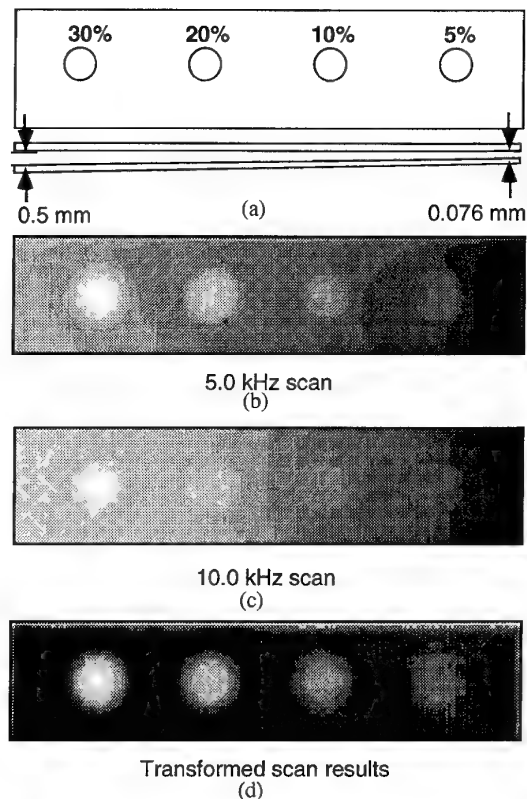 30% 20% 10% 5%
0.5 mm 0.076 mm
(a)
5.0 kHz scan
(b)
10.0 kHz scan
(c)
Transformed scan results
(d)